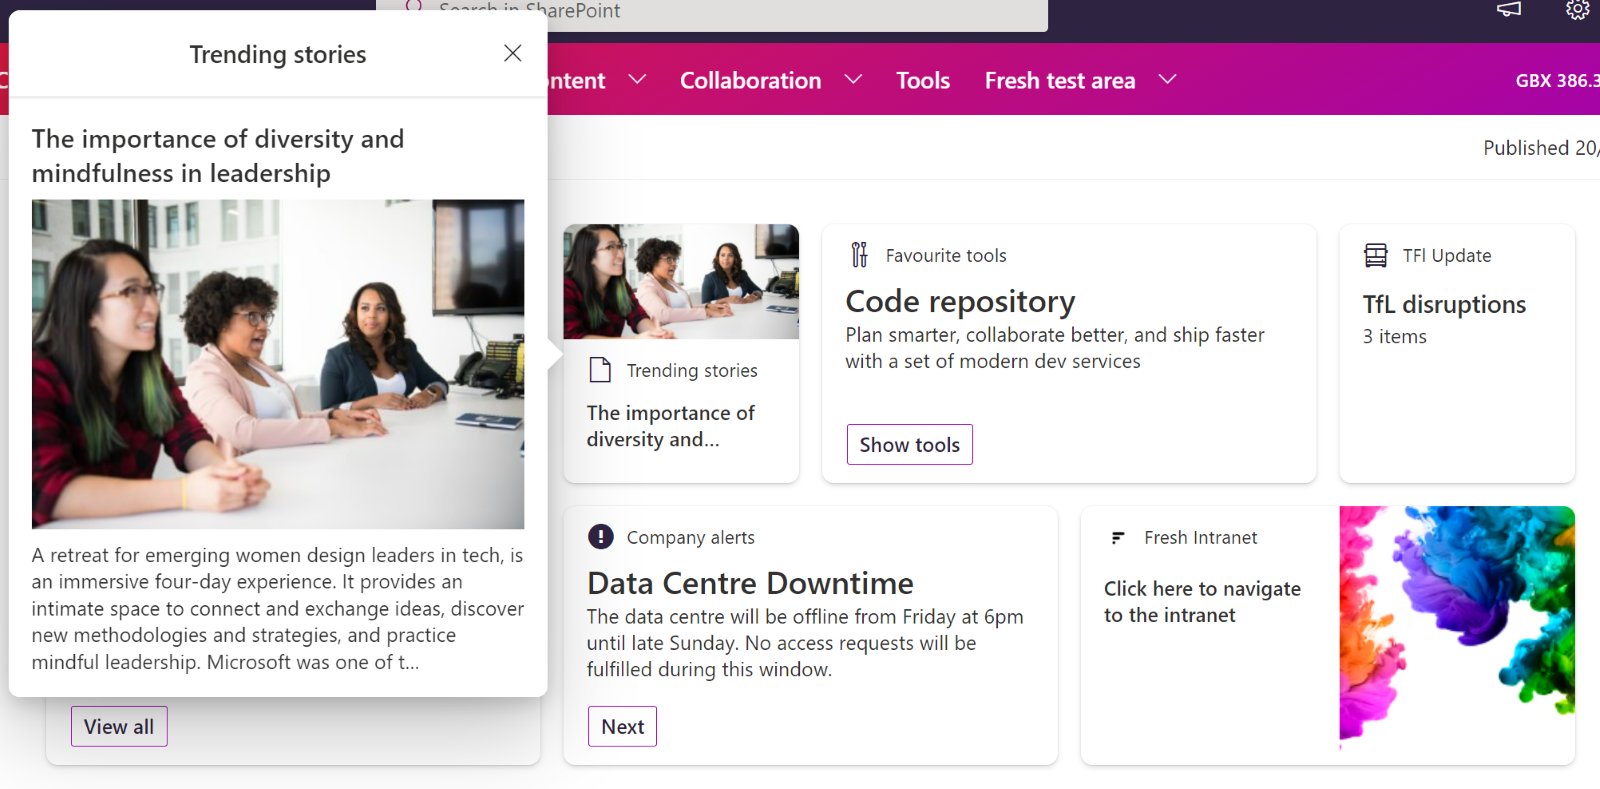 Search in SharePoint
Trending stories
ntent
Collaboration
Tools
Fresh test area
GBX 386.3
Published 20/
The importance of diversity and
mindfulness in leadership
A retreat for emerging women design leaders in tech, is
an immersive four-day experience. It provides an
intimate space to connect and exchange ideas, discover
new methodologies and strategies, and practice
mindful leadership. Microsoft was one of t...
View all
Trending stories
The importance of
diversity and...
Favourite tools
Code repository
Plan smarter, collaborate better, and ship faster
with a set of modern dev services
Show tools
TFl Update
TfL disruptions
3 items
Company alerts
Data Centre Downtime
The data centre will be offline from Friday at 6pm
until late Sunday. No access requests will be
fulfilled during this window.
Next
Fresh Intranet
Click here to navigate
to the intranet